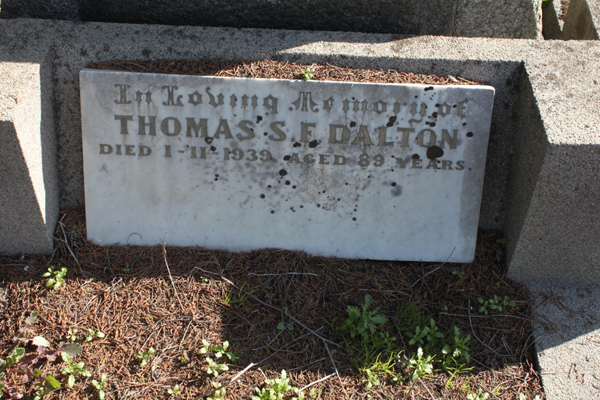 In Loving Memory of
THOMAS S. F. DALTON
DIED 1-11-1939. AGED 89 YEARS.